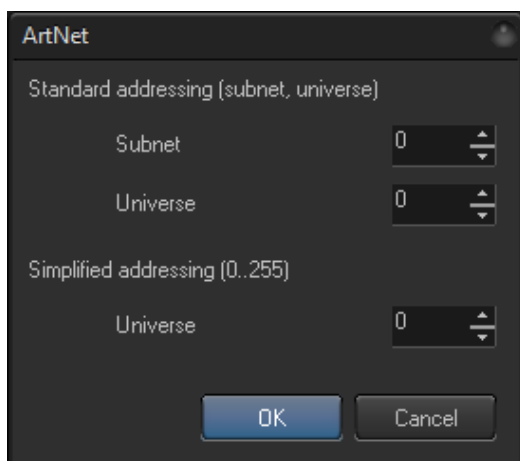 ArtNet
Standard addressing (subnet, universe)
Subnet 0
Universe 0
Simplified addressing (0..255)
Universe 0
OK Cancel